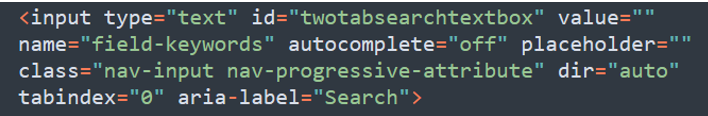 <input type="text" id="twotabsearchtextbox" value=""
name="field-keywords" autocomplete="off" placeholder=""
class="nav-input nav-progressive-attribute" dir="auto"
tabindex="0" aria-label="Search">